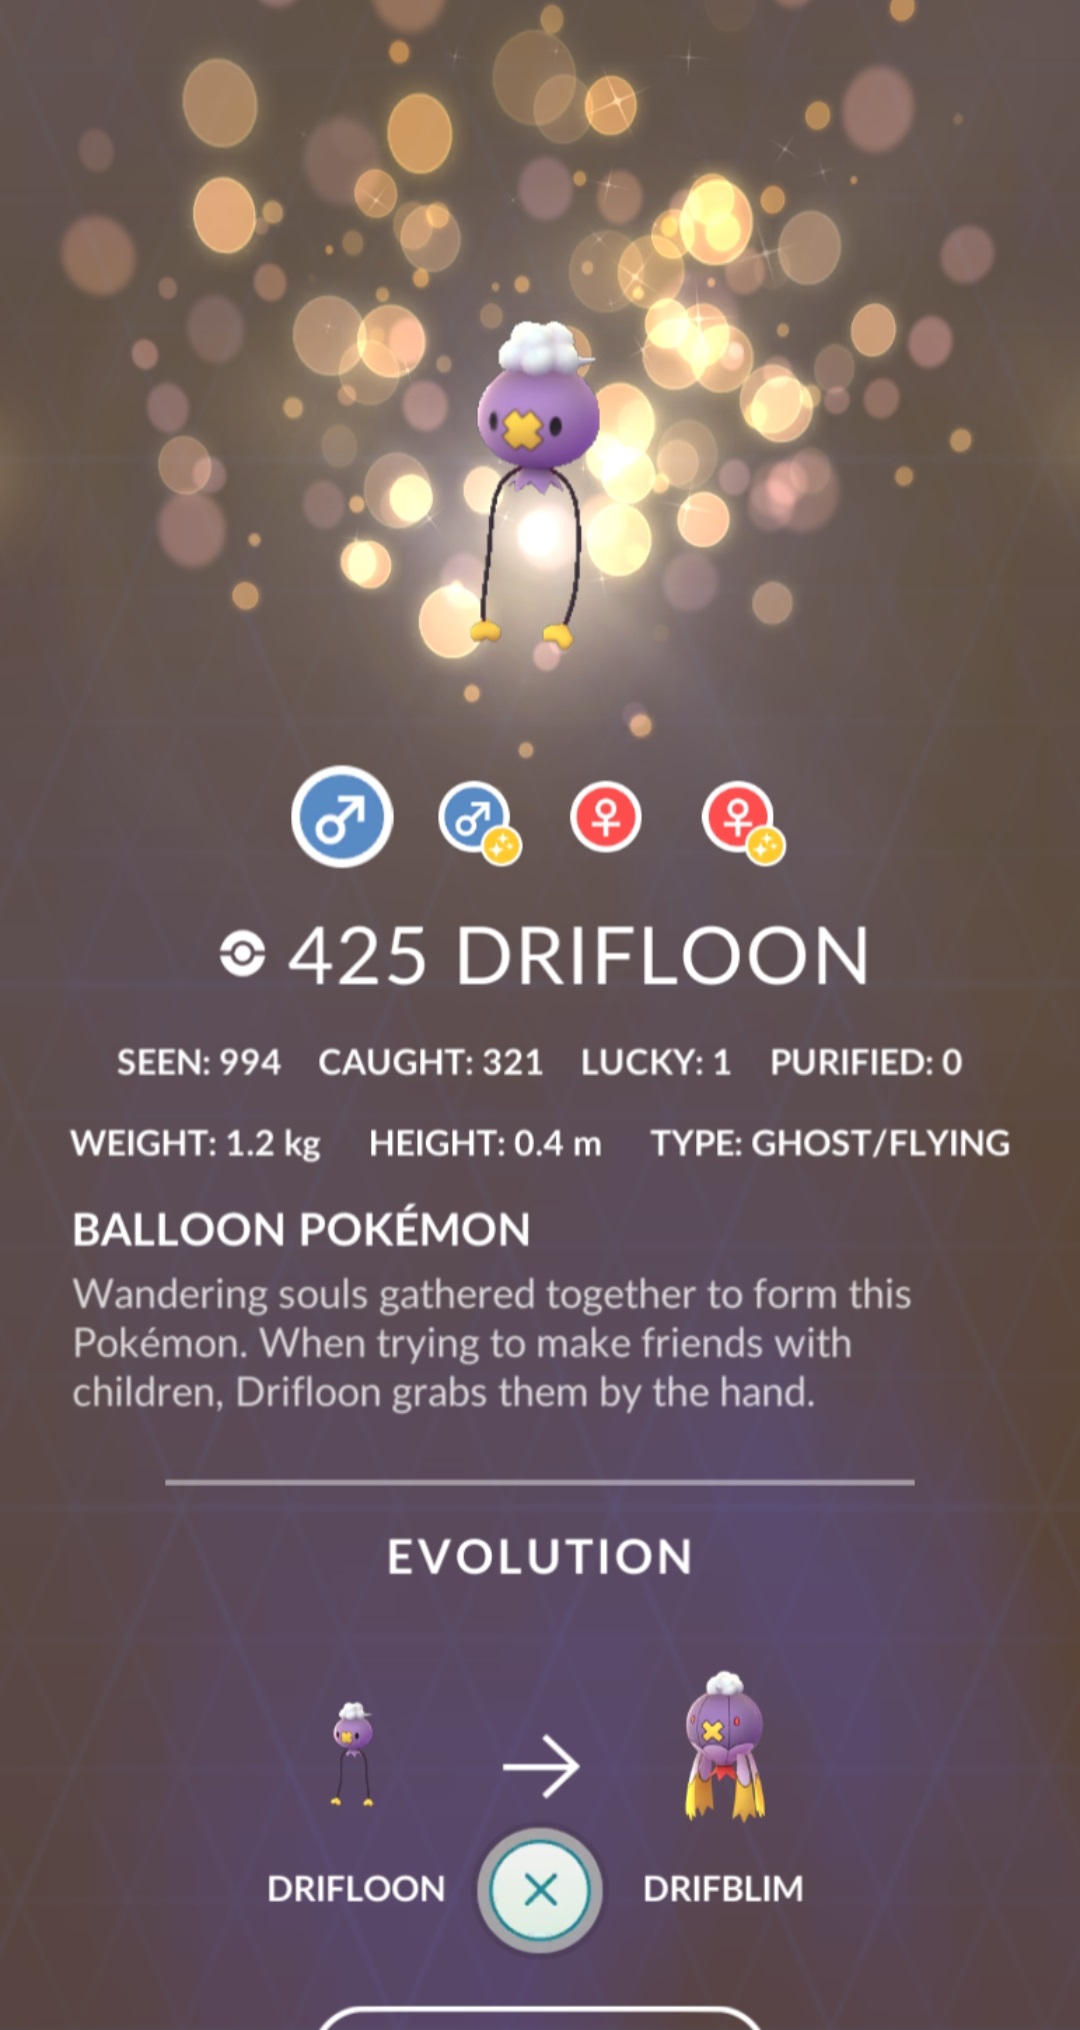 425 DRIFLOON
SEEN: 994 CAUGHT: 321 LUCKY: 1 PURIFIED: 0
WEIGHT: 1.2 kg HEIGHT: 0.4 m TYPE: GHOST/FLYING
BALLOON POKÉMON
Wandering souls gathered together to form this
Pokémon. When trying to make friends with
children, Drifloon grabs them by the hand.
EVOLUTION
DRIFLOON DRIFBLIM